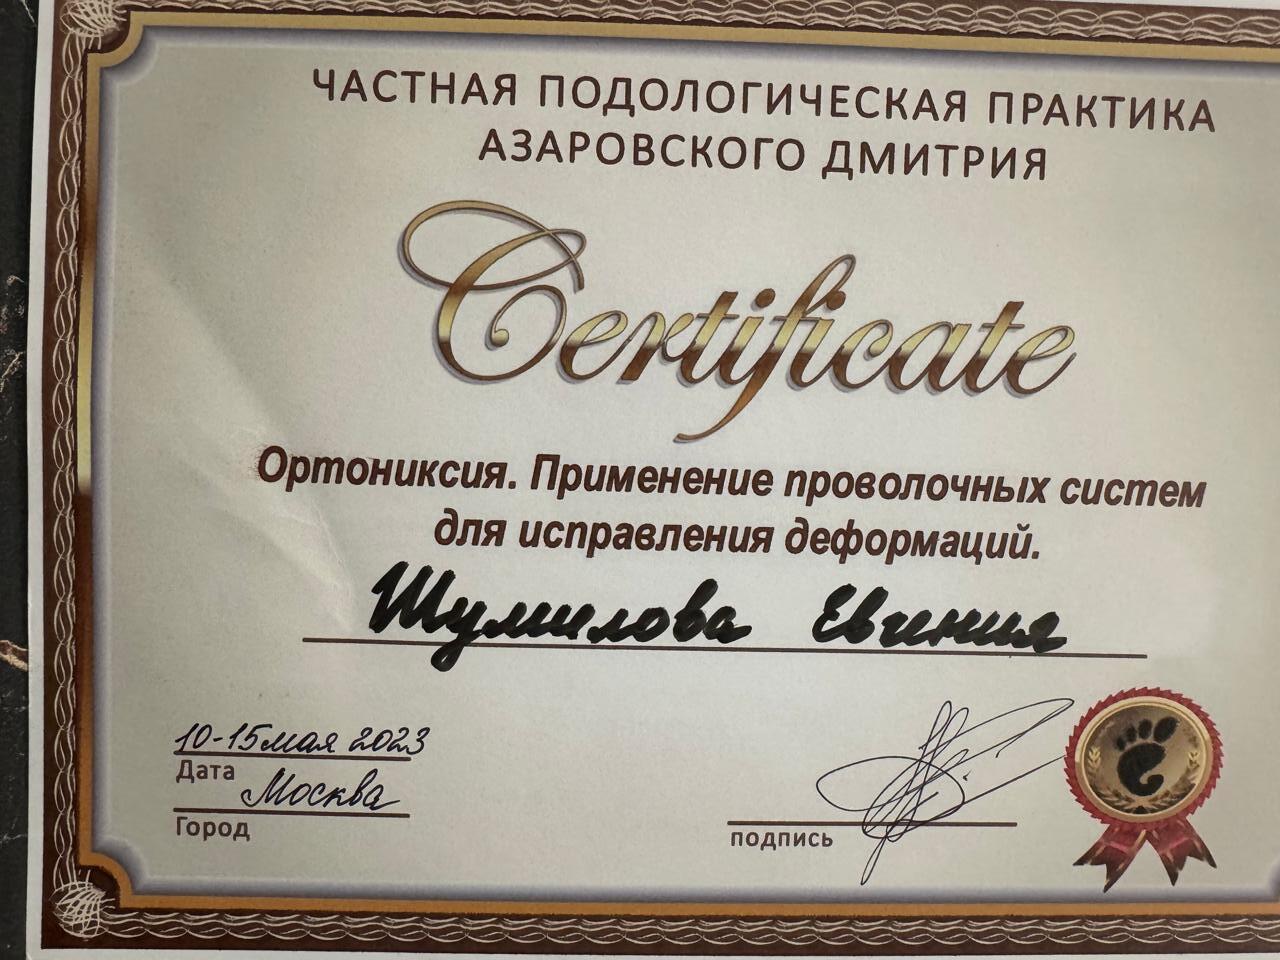 ЧАСТНАЯ ПОДОЛОГИЧЕСКАЯ ПРАКТИКА
АЗАРОВСКОГО ДМИТРИЯ
Certificate
Ортониксия. Применение проволочных систем
для исправления деформаций.
Шумилова Евгения
10-15 мая 2023
Дата
Москва
Город
подпись